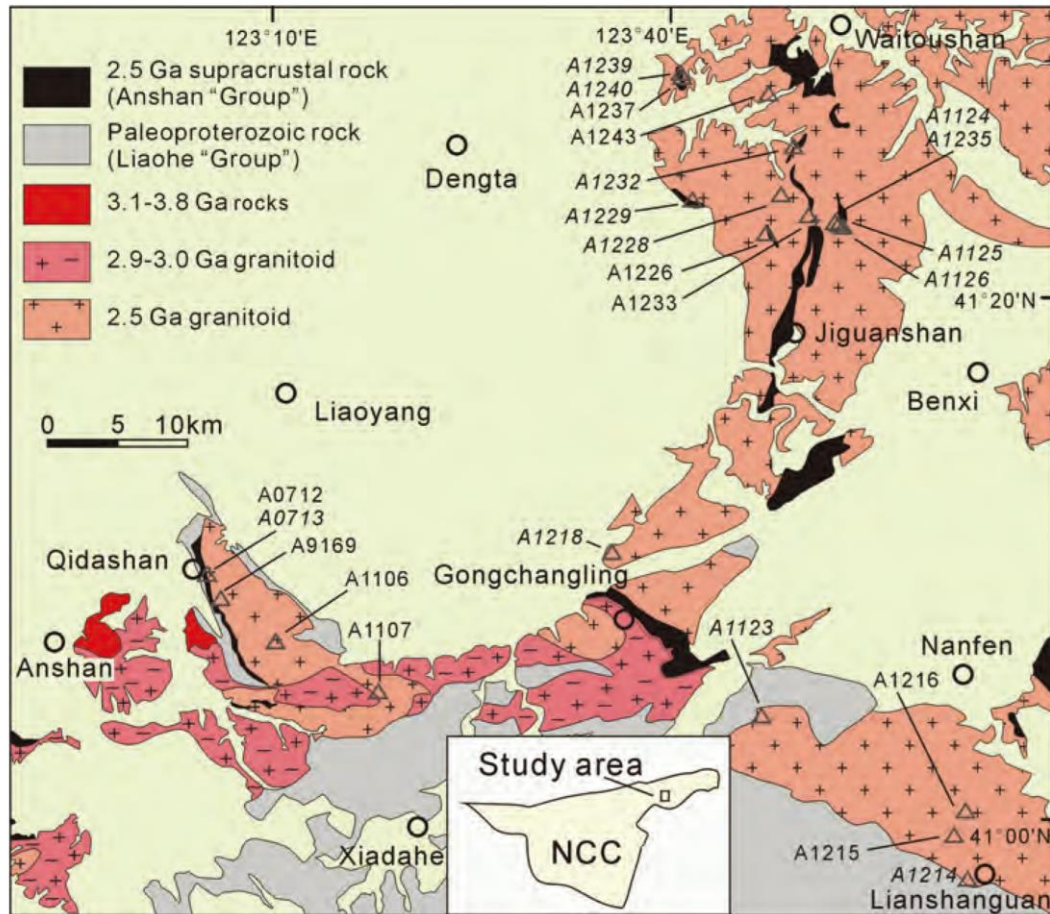 123°10'E
123°40'E
2.5 Ga supracrustal rock
(Anshan “Group”)
Paleoproterozoic rock
(Liaohe “Group”)
3.1-3.8 Ga rocks
2.9-3.0 Ga granitoid
2.5 Ga granitoid
0 5 10km
Waitoushan
A1239
A1240
A1237
A1243
A1124
A1235
Dengta
A1232
A1229
A1228
A1226
A1233
A1125
A1126
41°20'N
Jiguanshan
Benxi
Liaoyang
A0712
A0713
A9169
Qidashan
A1106
A1107
A1218
Gongchangling
A1123
Anshan
Nanfen
A1216
Study area
NCC
Xiadahe
41°00'N
A1215
A1214
Lianshanguan